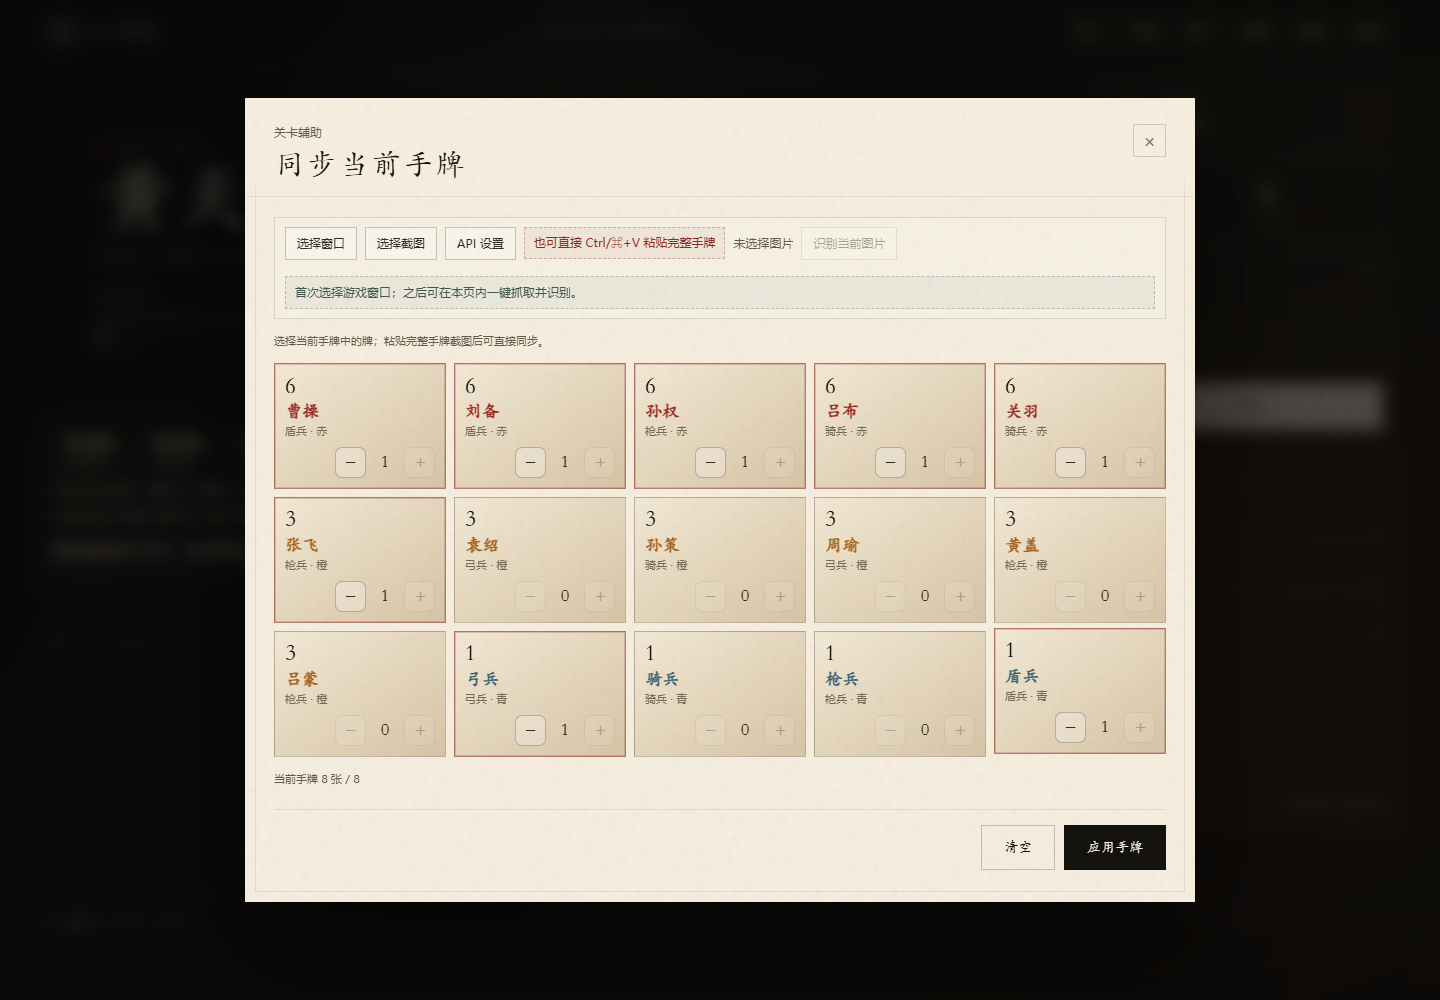 关卡辅助
同步当前手牌
×
选择窗口 选择截图 API 设置 也可直接 Ctrl/⌘+V 粘贴完整手牌 未选择图片 识别当前图片
首次选择游戏窗口；之后可在本页内一键抓取并识别。
选择当前手牌中的牌；粘贴完整手牌截图后可直接同步。
6
曹操
盾兵 · 赤
− 1 +
6
刘备
盾兵 · 赤
− 1 +
6
孙权
枪兵 · 赤
− 1 +
6
吕布
骑兵 · 赤
− 1 +
6
关羽
骑兵 · 赤
− 1 +
3
张飞
枪兵 · 橙
− 1 +
3
袁绍
弓兵 · 橙
− 0 +
3
孙策
骑兵 · 橙
− 0 +
3
周瑜
弓兵 · 橙
− 0 +
3
黄盖
枪兵 · 橙
− 0 +
3
吕蒙
枪兵 · 橙
− 0 +
1
弓兵
弓兵 · 青
− 1 +
1
骑兵
骑兵 · 青
− 0 +
1
枪兵
枪兵 · 青
− 0 +
1
盾兵
盾兵 · 青
− 1 +
当前手牌 8 张 / 8
清空 应用手牌